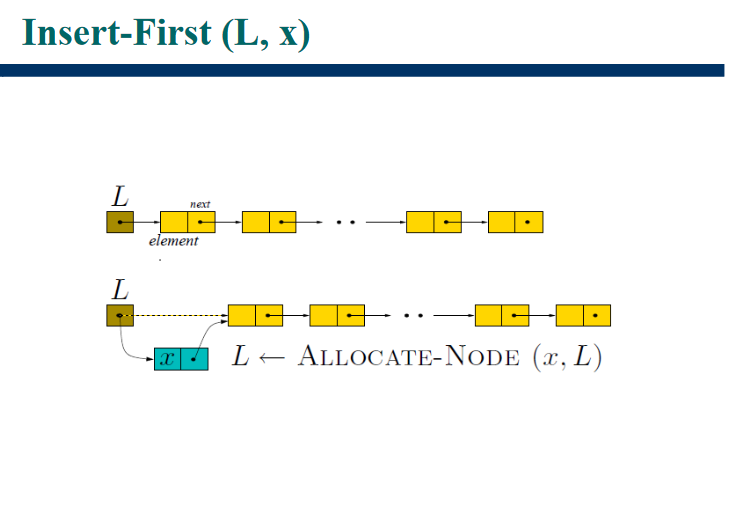 Insert-First (L, x)
L
next
element
L
x
L ← ALLOCATE-NODE (x, L)